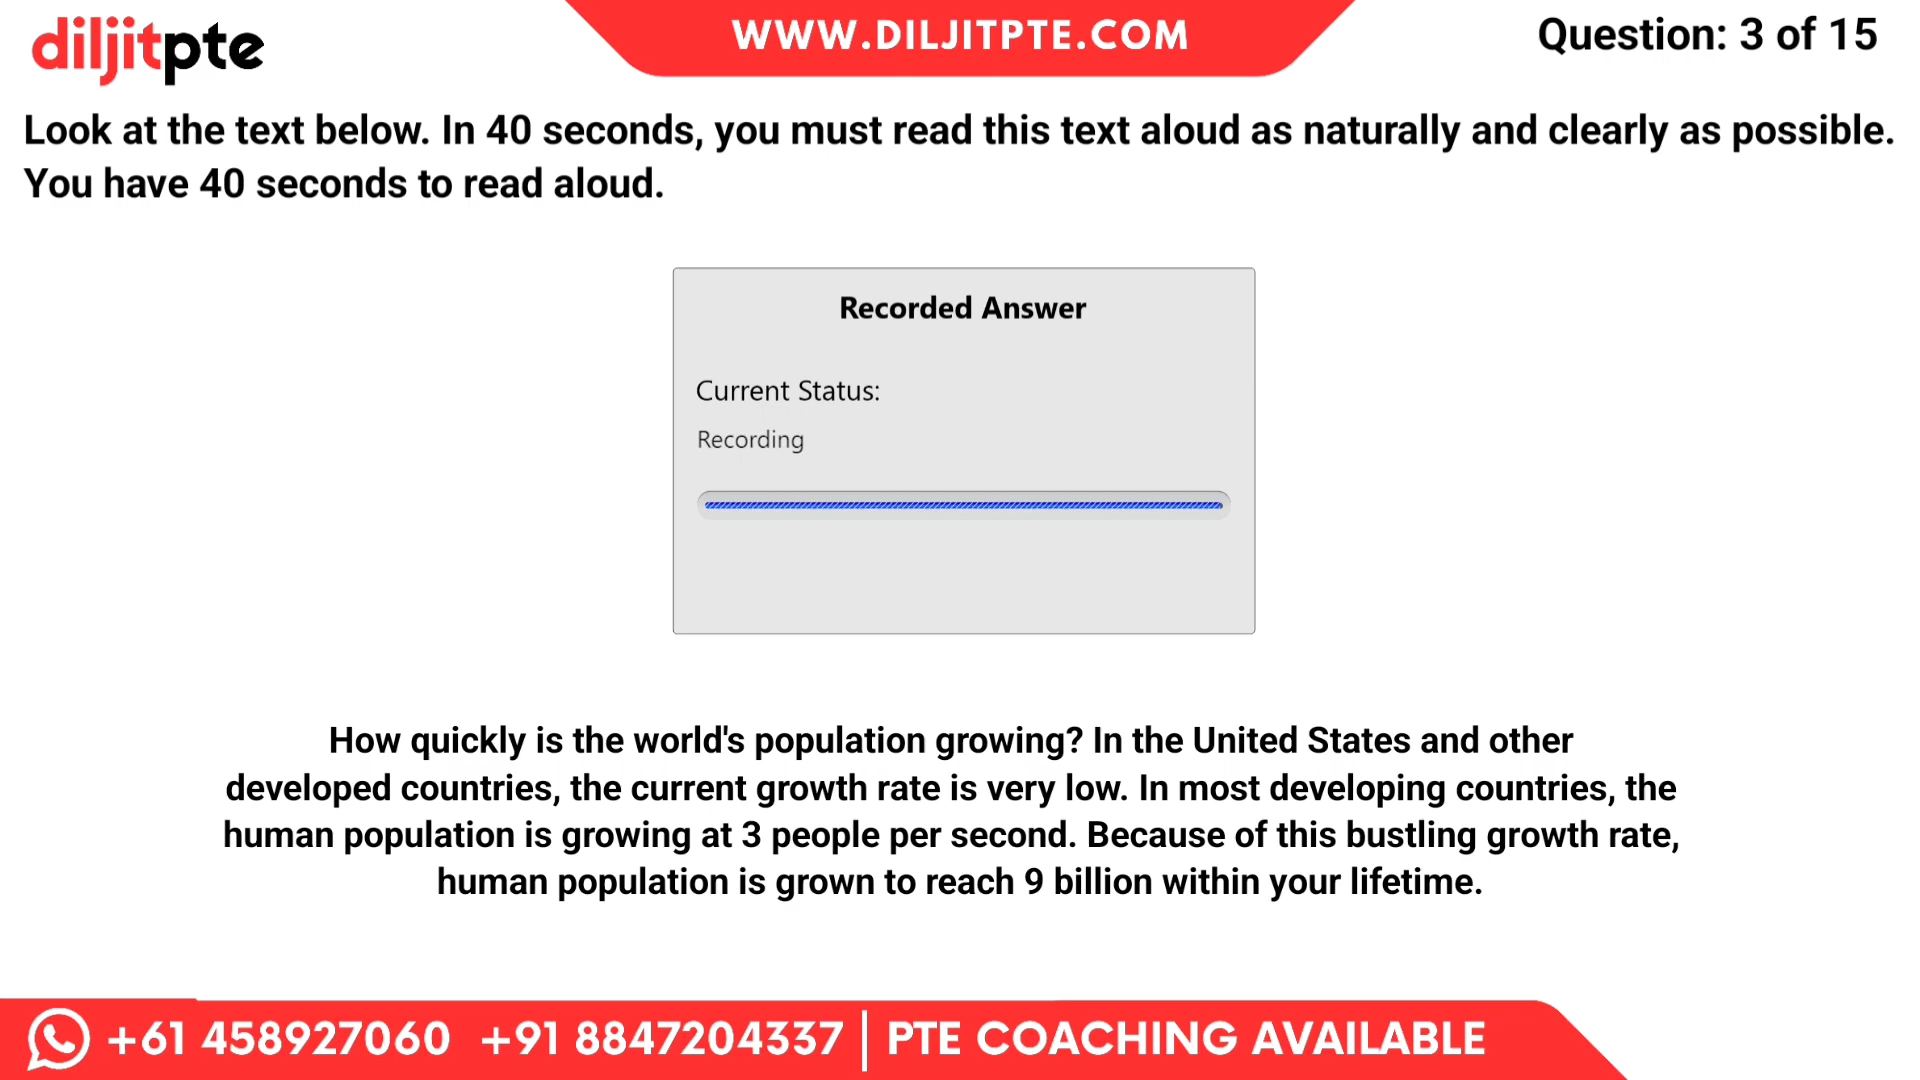 diljitpte
WWW.DILJITPTE.COM
Question: 3 of 15
Look at the text below. In 40 seconds, you must read this text aloud as naturally and clearly as possible.
You have 40 seconds to read aloud.
Recorded Answer
Current Status:
Recording
How quickly is the world's population growing? In the United States and other
developed countries, the current growth rate is very low. In most developing countries, the
human population is growing at 3 people per second. Because of this bustling growth rate,
human population is grown to reach 9 billion within your lifetime.
+61 458927060 +91 8847204337 | PTE COACHING AVAILABLE